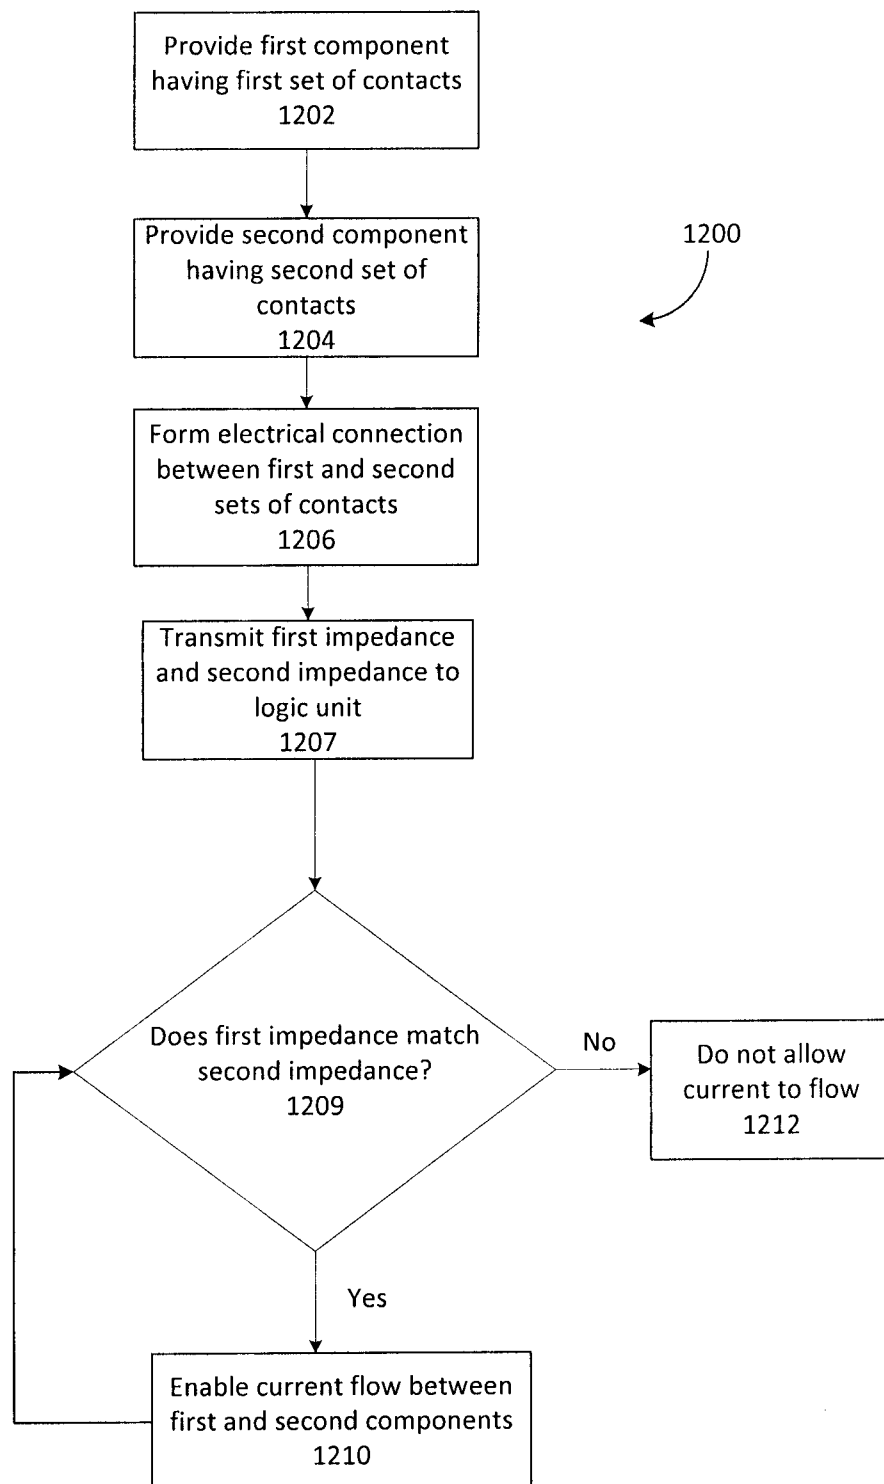 Provide first component
having first set of contacts
1202
Provide second component
having second set of
contacts
1204
1200
Form electrical connection
between first and second
sets of contacts
1206
Transmit first impedance
and second impedance to
logic unit
1207
Does first impedance match
second impedance?
1209
No
Do not allow
current to flow
1212
Yes
Enable current flow between
first and second components
1210